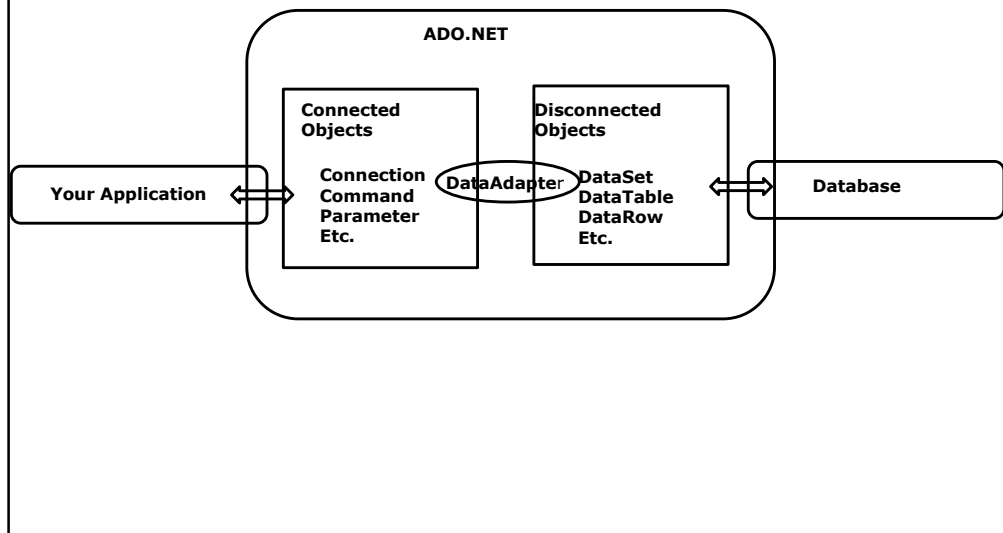 ADO.NET
Connected
Objects
Connection
Command
Parameter
Etc.
DataAdapter
Disconnected
Objects
DataSet
DataTable
DataRow
Etc.
Your Application
Database